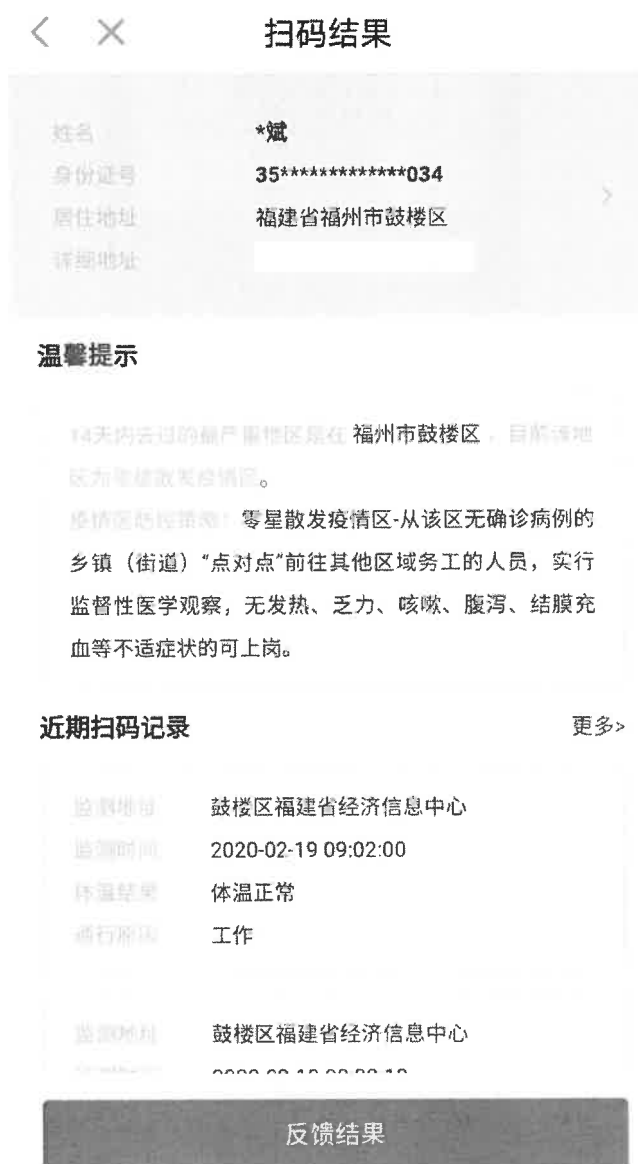 扫码结果
姓名 *斌
身份证号 35*************034
居住地址 福建省福州市鼓楼区
详细地址
温馨提示
14天内去过的最严重地区是在 福州市鼓楼区 ，目前该地
区为零星散发疫情区。
疫情区防控策略：
零星散发疫情区-从该区无确诊病例的
乡镇（街道）“点对点”前往其他区域务工的人员，实行
监督性医学观察，无发热、乏力、咳嗽、腹泻、结膜充
血等不适症状的可上岗。
近期扫码记录 更多>
监测地址 鼓楼区福建省经济信息中心
监测时间 2020-02-19 09:02:00
体温结果 体温正常
通行原因 工作
监测地址 鼓楼区福建省经济信息中心
反馈结果